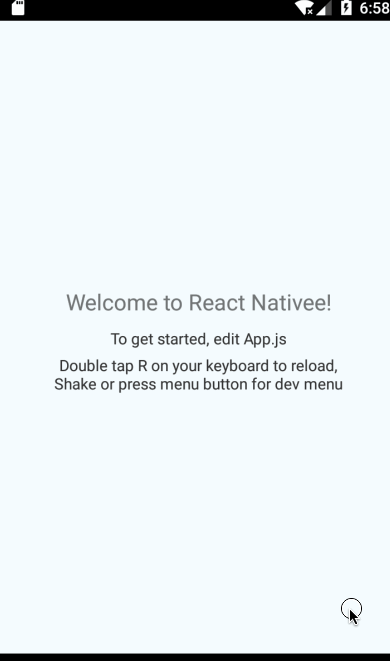 6:58
Welcome to React Nativee!
To get started, edit App.js
Double tap R on your keyboard to reload,
Shake or press menu button for dev menu